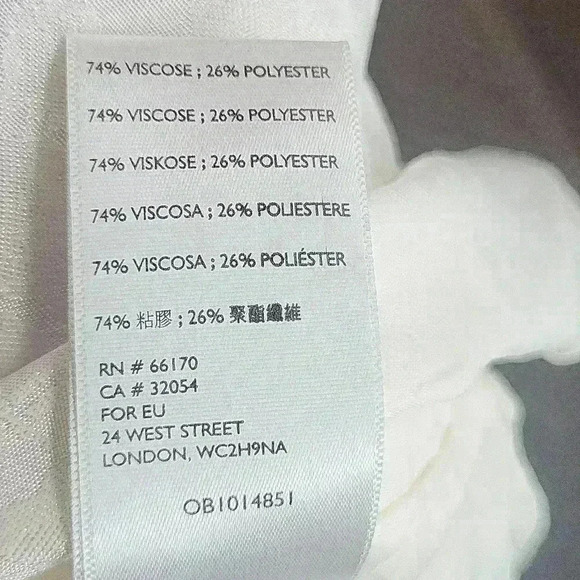 74% VISCOSE ; 26% POLYESTER
74% VISCOSE ; 26% POLYESTER
74% VISKOSE ; 26% POLYESTER
74% VISCOSA ; 26% POLIESTERE
74% VISCOSA ; 26% POLIÉSTER
74% 粘膠 ; 26% 聚酯纖維
RN # 66170
CA # 32054
FOR EU
24 WEST STREET
LONDON, WC2H9NA
OB1014851